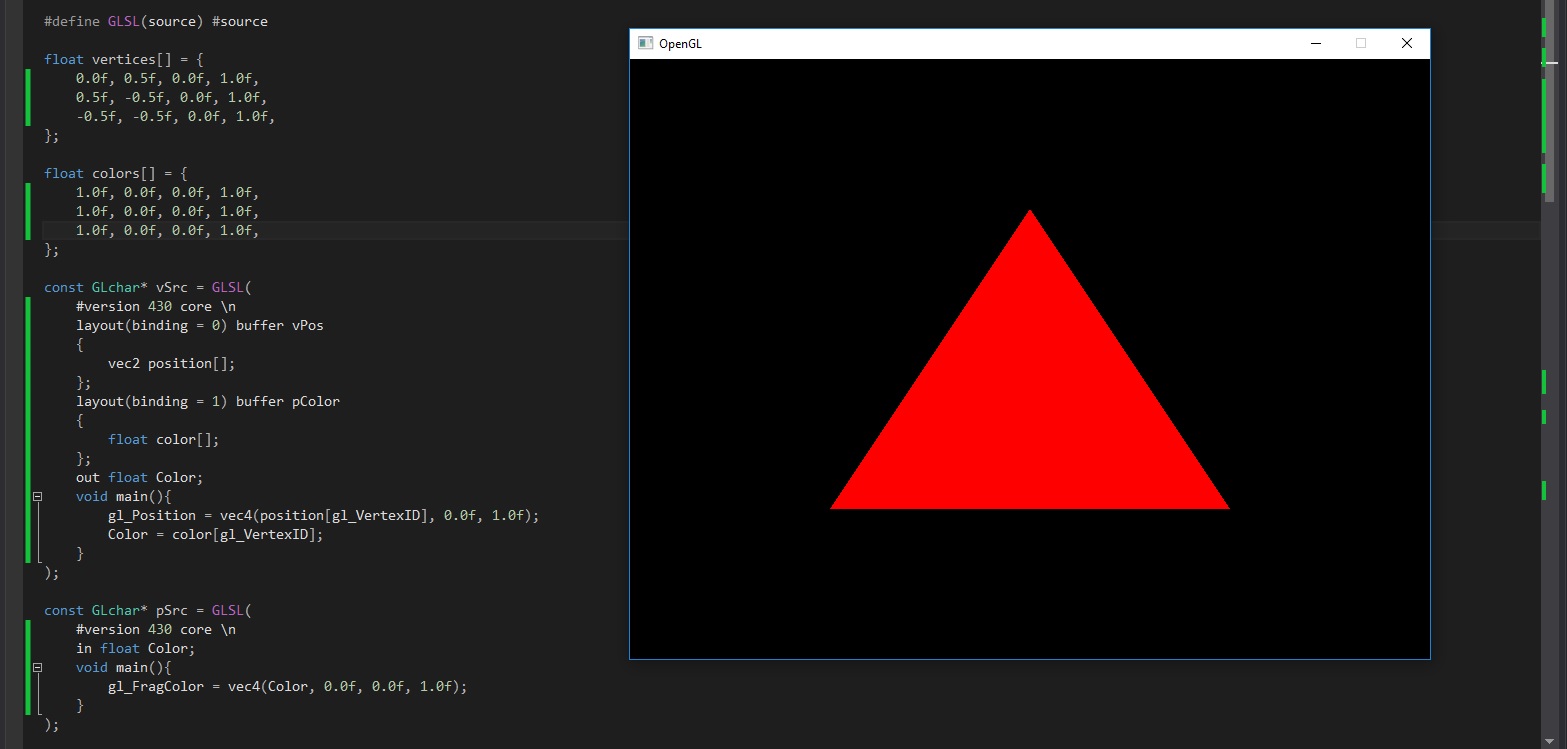 #define GLSL(source) #source
float vertices[] = {
0.0f, 0.5f, 0.0f, 1.0f,
0.5f, -0.5f, 0.0f, 1.0f,
-0.5f, -0.5f, 0.0f, 1.0f,
};
float colors[] = {
1.0f, 0.0f, 0.0f, 1.0f,
1.0f, 0.0f, 0.0f, 1.0f,
1.0f, 0.0f, 0.0f, 1.0f,
};
const GLchar* vSrc = GLSL(
#version 430 core \n
layout(binding = 0) buffer vPos
{
vec2 position[];
};
layout(binding = 1) buffer pColor
{
float color[];
};
out float Color;
void main(){
gl_Position = vec4(position[gl_VertexID], 0.0f, 1.0f);
Color = color[gl_VertexID];
}
);
const GLchar* pSrc = GLSL(
#version 430 core \n
in float Color;
void main(){
gl_FragColor = vec4(Color, 0.0f, 0.0f, 1.0f);
}
);
OpenGL